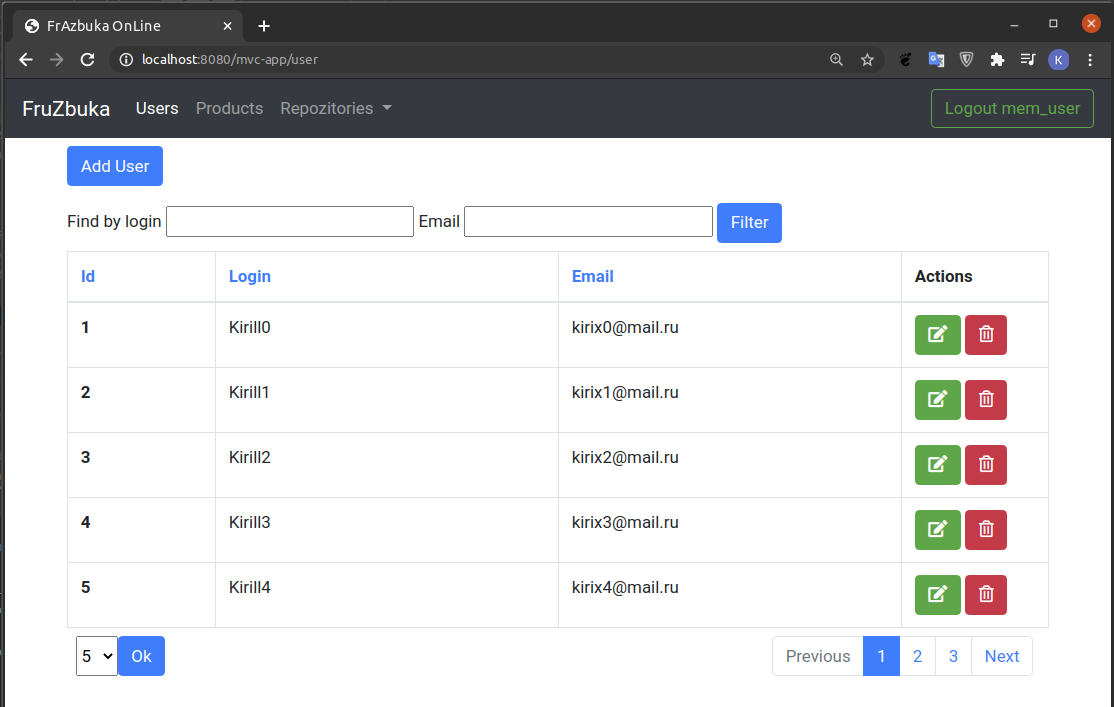 FrAzbuka OnLine
localhost:8080/mvc-app/user
K
FruZbuka Users Products Repozitories Logout mem_user
Add User
Find by login Email Filter
Id Login Email Actions
1 Kirill0 kirix0@mail.ru
2 Kirill1 kirix1@mail.ru
3 Kirill2 kirix2@mail.ru
4 Kirill3 kirix3@mail.ru
5 Kirill4 kirix4@mail.ru
5 Ok Previous 1 2 3 Next